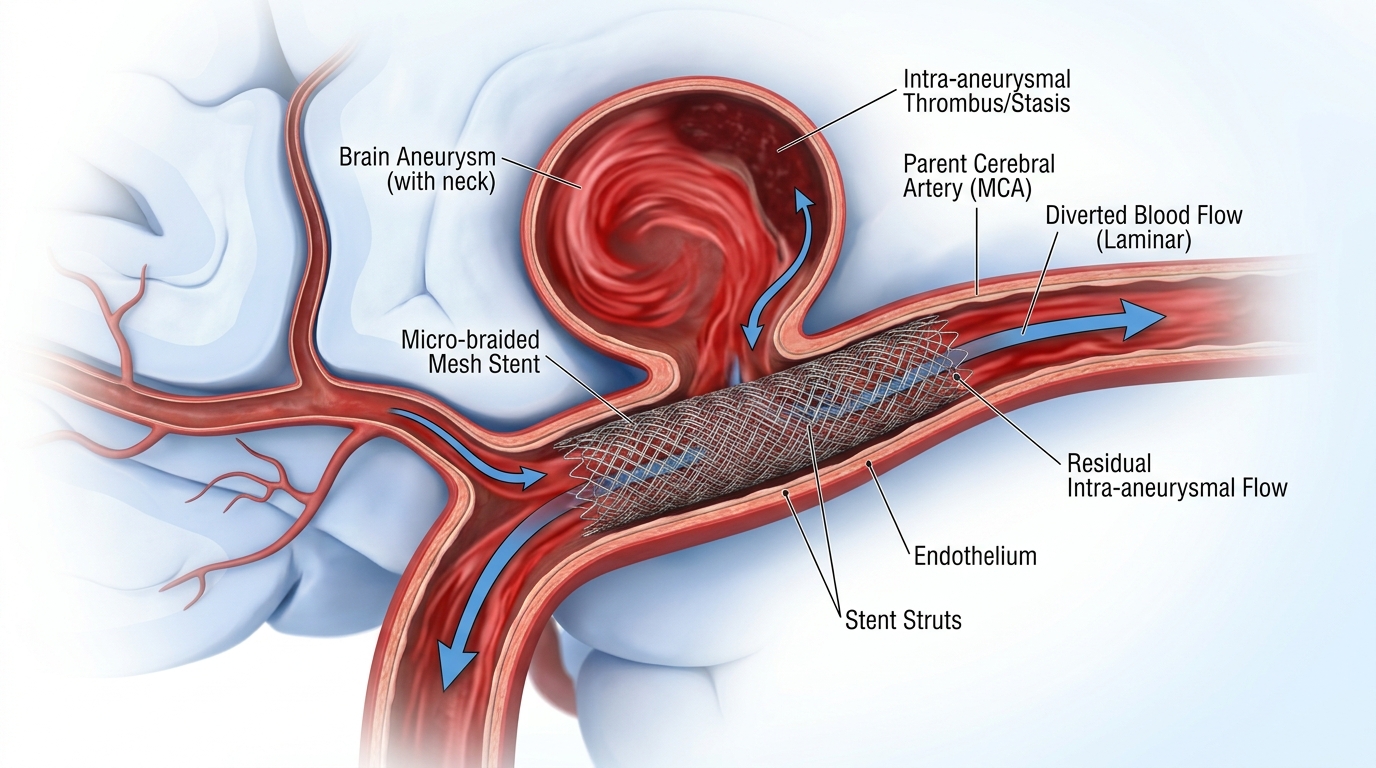 Intra-aneurysmal
Thrombus/Stasis
Brain Aneurysm
(with neck)
Parent Cerebral
Artery (MCA)
Diverted Blood Flow
(Laminar)
Micro-braided
Mesh Stent
Residual
Intra-aneurysmal Flow
Endothelium
Stent Struts